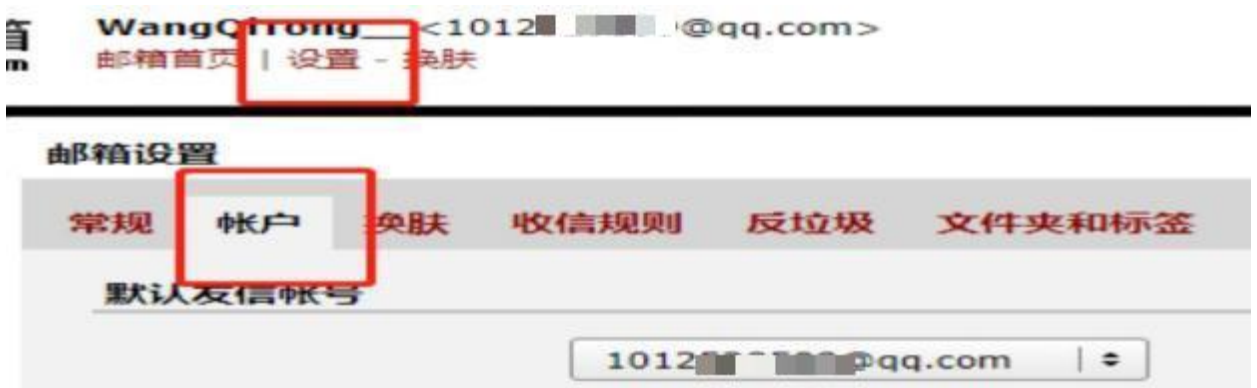 箱 WangQirong__<1012 @qq.com>
m 邮箱首页 | 设置 - 换肤
邮箱设置
常规 帐户 换肤 收信规则 反垃圾 文件夹和标签
默认发信帐号
1012 @qq.com